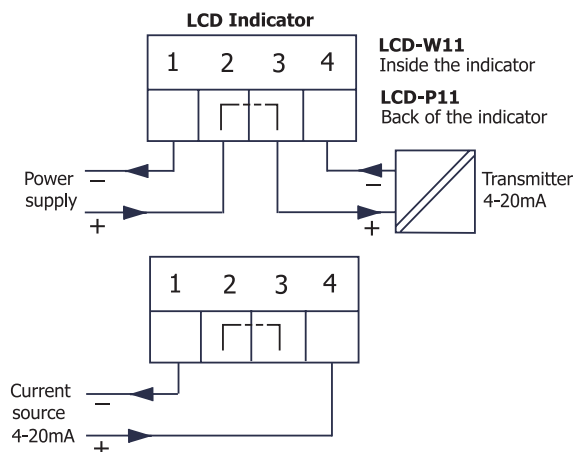 LCD Indicator
1 2 3 4
LCD-W11
Inside the indicator
LCD-P11
Back of the indicator
Power
supply
−
+
−
+
Transmitter
4-20mA
1 2 3 4
Current
source
4-20mA
−
+